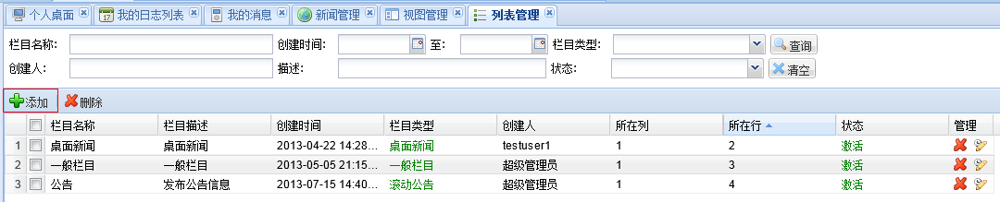 个人桌面 我的日志列表 我的消息 新闻管理 视图管理 列表管理
栏目名称: 创建时间: 至: 栏目类型: 查询
创建人: 描述: 状态: 清空
添加 删除
栏目名称 栏目描述 创建时间 栏目类型 创建人 所在列 所在行 状态 管理
1 桌面新闻 桌面新闻 2013-04-22 14:28... 桌面新闻 testuser1 1 2 激活
2 一般栏目 一般栏目 2013-05-05 21:15... 一般栏目 超级管理员 1 3 激活
3 公告 发布公告信息 2013-07-15 14:40... 滚动公告 超级管理员 1 4 激活